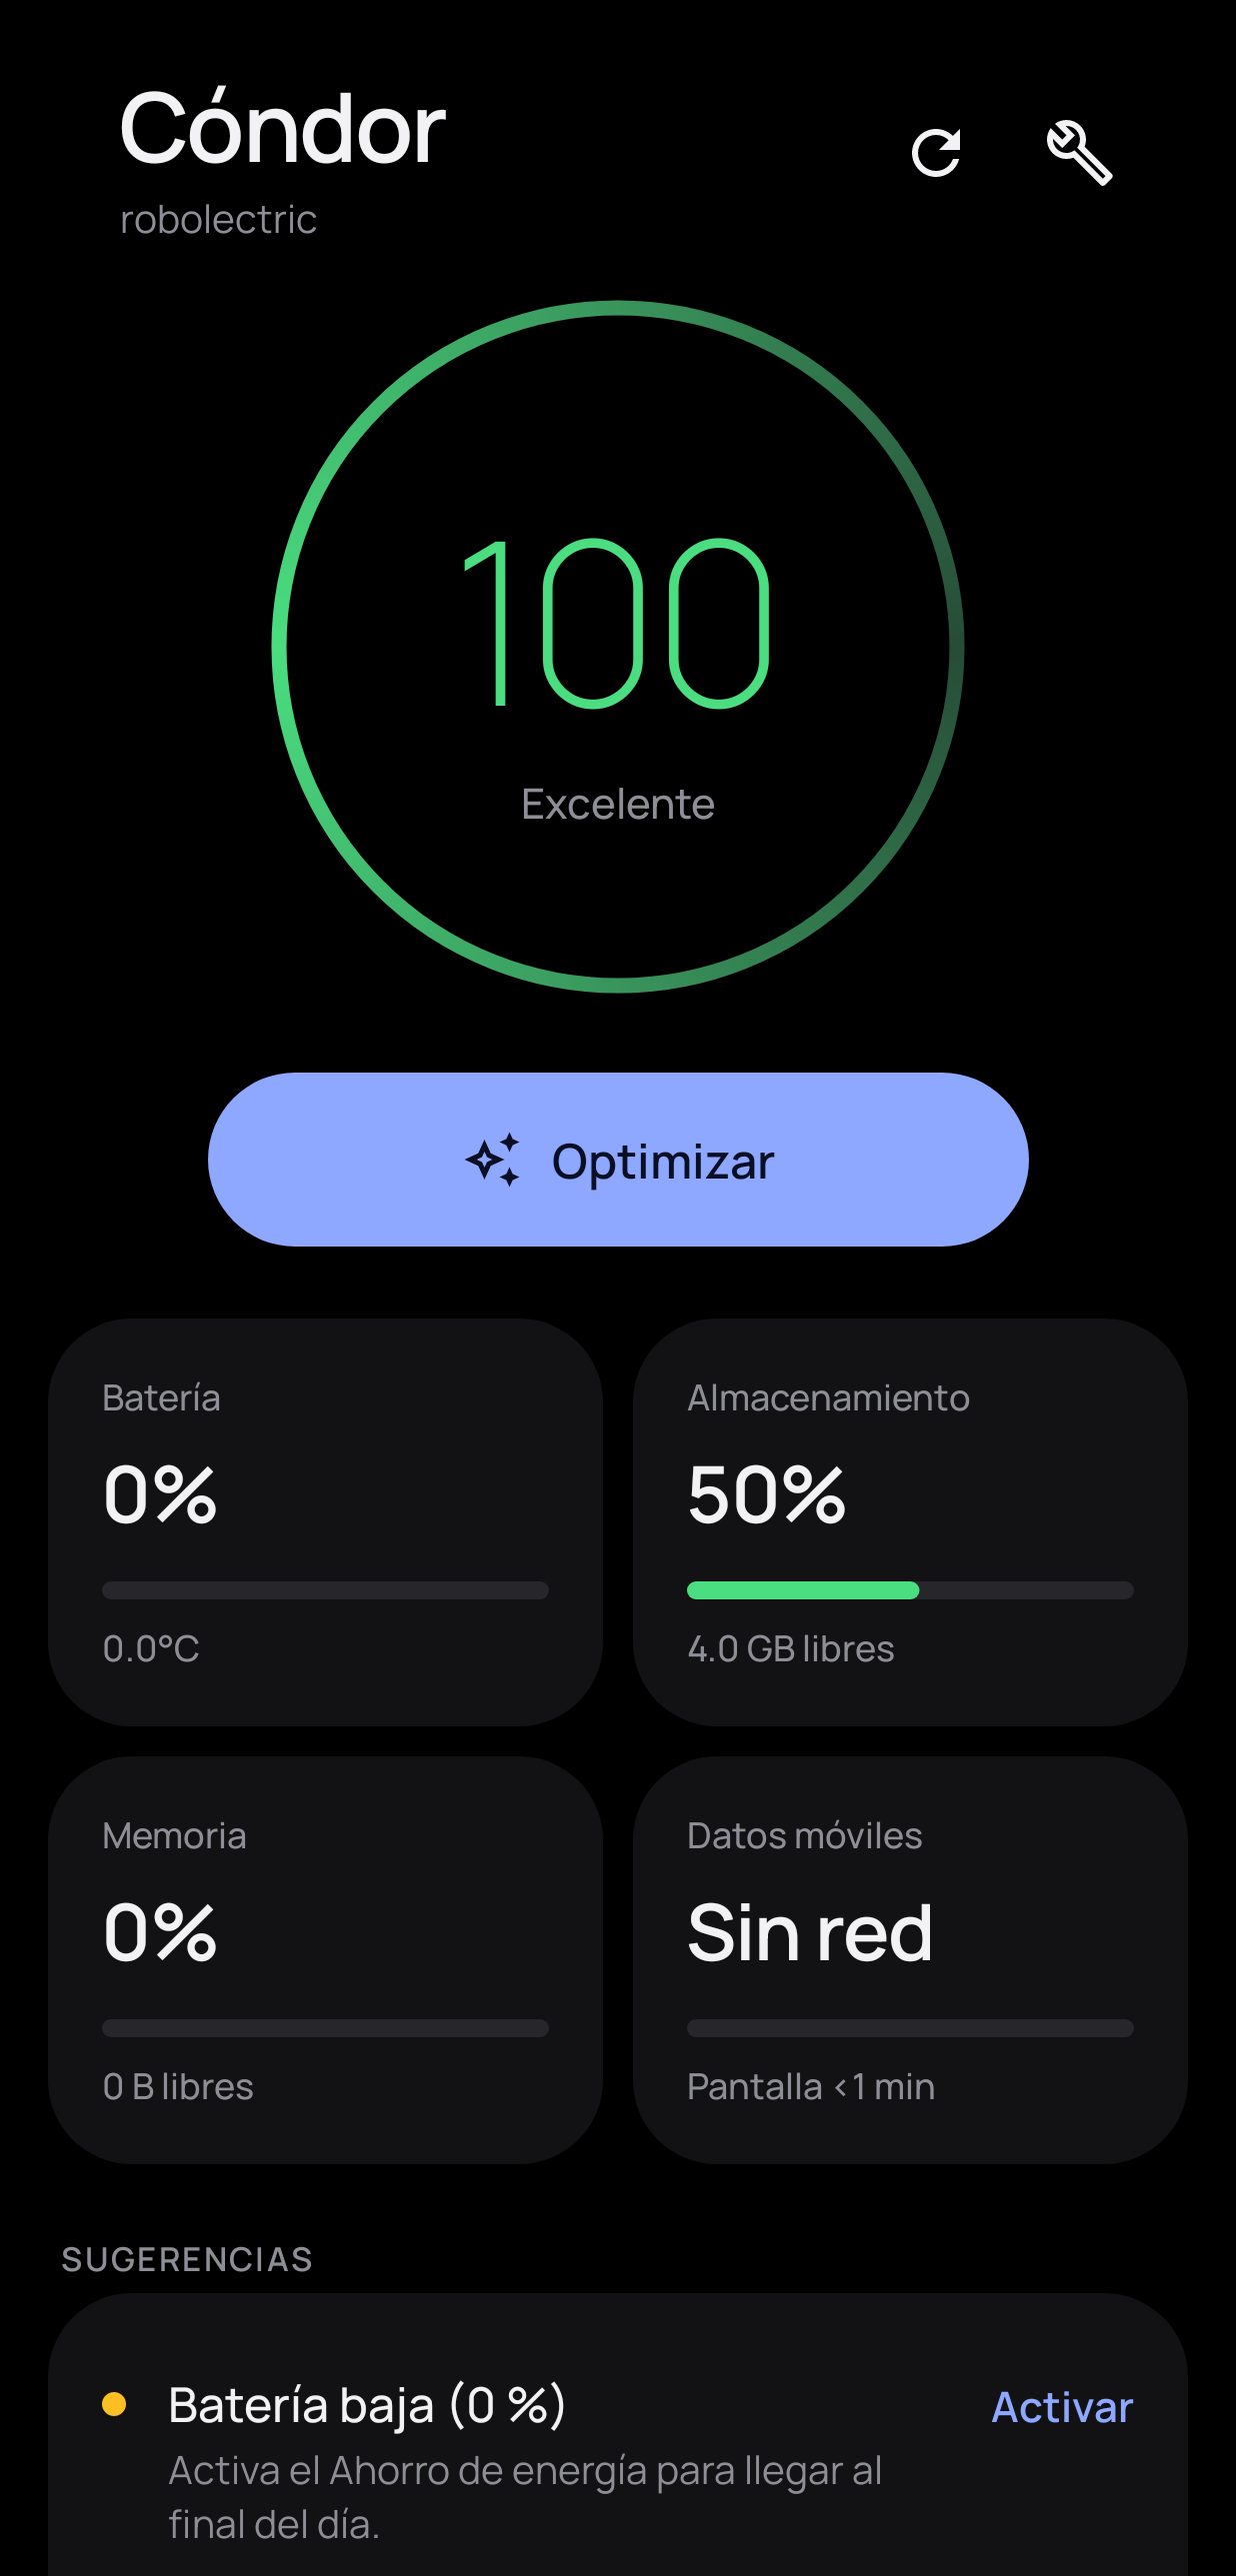 Cóndor
robolectric
100
Excelente
Optimizar
Batería
0%
0.0°C
Almacenamiento
50%
4.0 GB libres
Memoria
0%
0 B libres
Datos móviles
Sin red
Pantalla <1 min
SUGERENCIAS
Batería baja (0 %)
Activar
Activa el Ahorro de energía para llegar al
final del día.